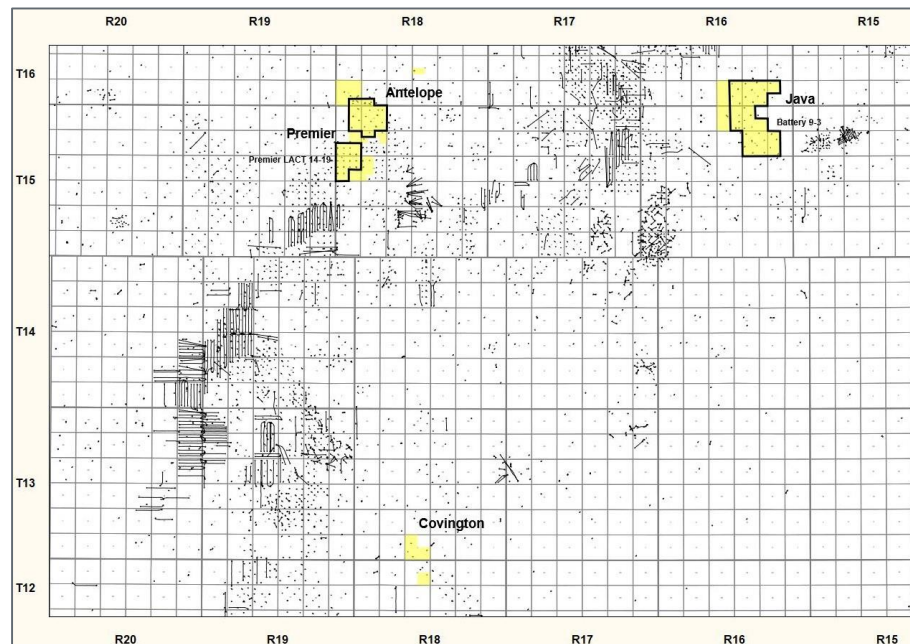 R20 R19 R18 R17 R16 R15
T16
Antelope
Java
Premier
Battery 9-3
Premier LACT 14-19
T15
T14
T13
Covington
T12
R20 R19 R18 R17 R16 R15